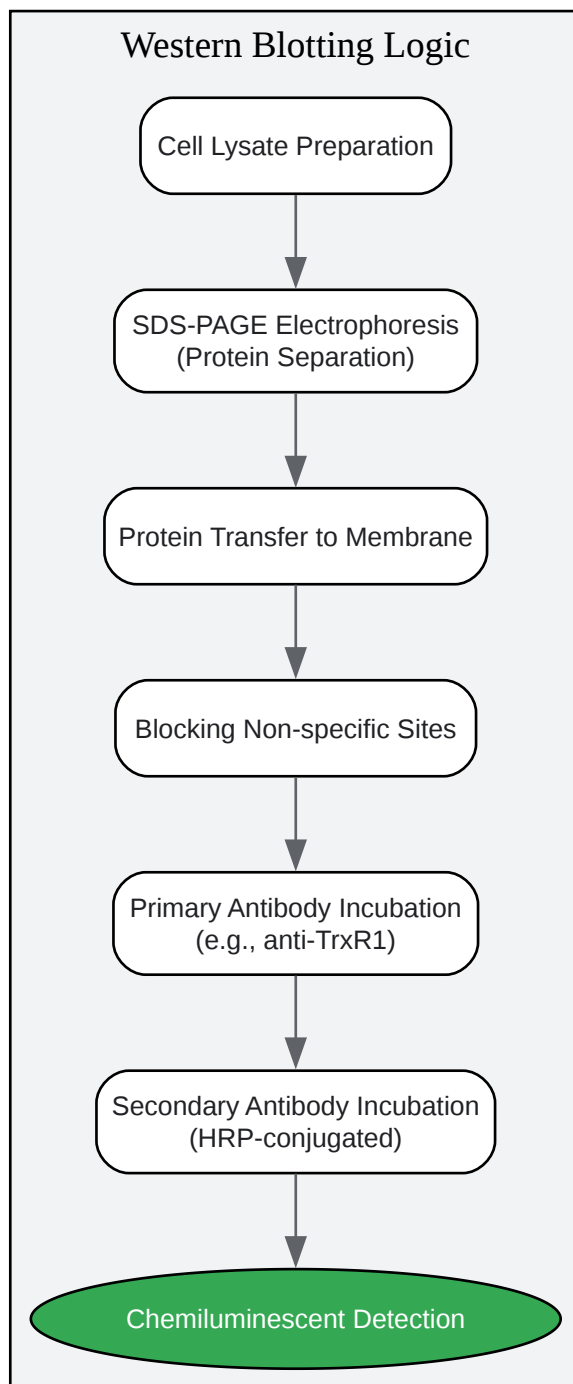 Western Blotting Logic
Cell Lysate Preparation
SDS-PAGE Electrophoresis
(Protein Separation)
Protein Transfer to Membrane
Blocking Non-specific Sites
Primary Antibody Incubation
(e.g., anti-TrxR1)
Secondary Antibody Incubation
(HRP-conjugated)
Chemiluminescent Detection